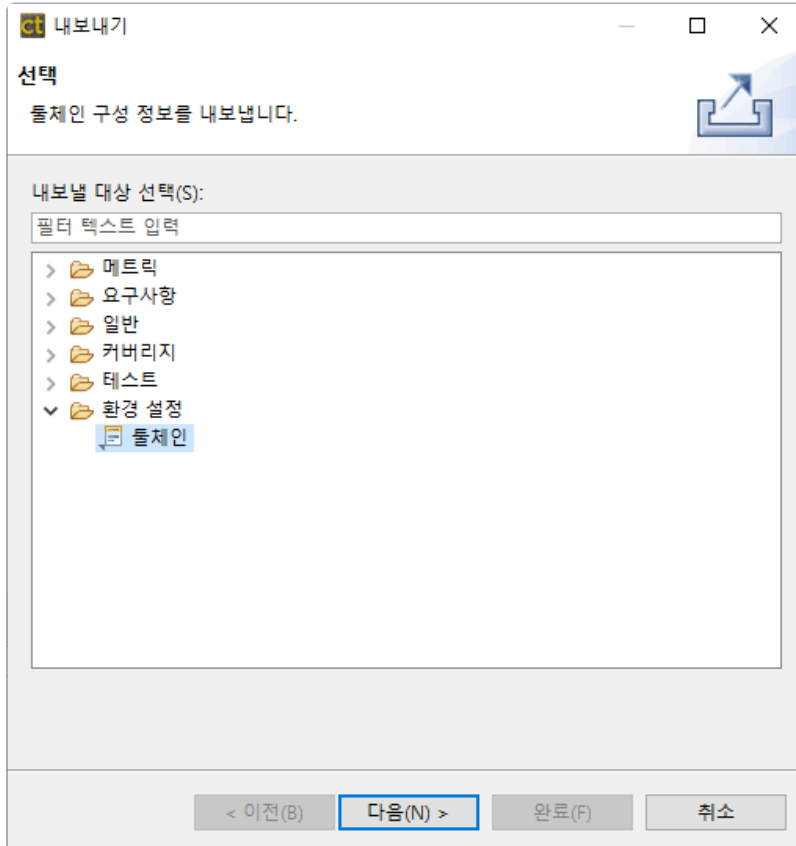 ct 내보내기
선택
툴체인 구성 정보를 내보냅니다.
내보낼 대상 선택(S):
필터 텍스트 입력
메트릭
요구사항
일반
커버리지
테스트
환경 설정
툴체인
< 이전(B) 다음(N) > 완료(F) 취소